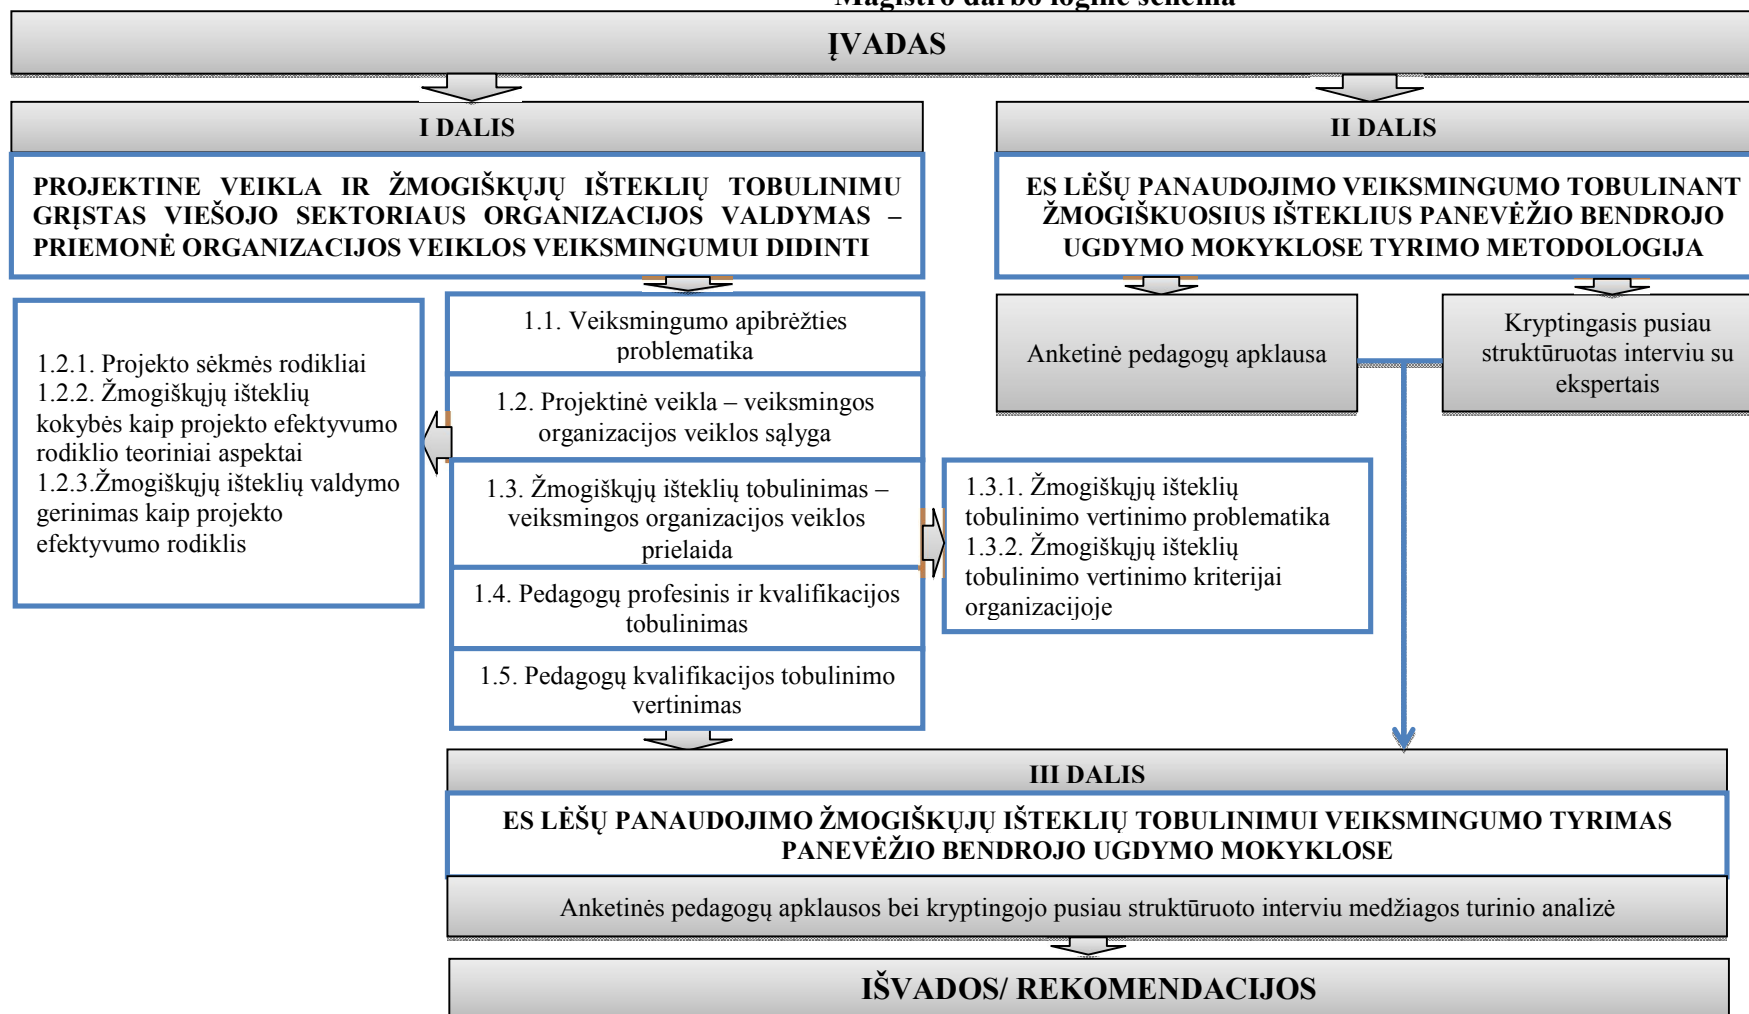 Magistro darbo loginė schema
ĮVADAS
I DALIS
PROJEKTINE VEIKLA IR ŽMOGIŠKŲJŲ IŠTEKLIŲ TOBULINIMU
GRĮSTAS VIEŠOJO SEKTORIAUS ORGANIZACIJOS VALDYMAS –
PRIEMONĖ ORGANIZACIJOS VEIKLOS VEIKSMINGUMUI DIDINTI
1.1. Veiksmingumo apibrėžties
problematika
1.2. Projektinė veikla – veiksmingos
organizacijos veiklos sąlyga
1.2.1. Projekto sėkmės rodikliai
1.2.2. Žmogiškųjų išteklių
kokybės kaip projekto efektyvumo
rodiklio teoriniai aspektai
1.2.3.Žmogiškųjų išteklių valdymo
gerinimas kaip projekto
efektyvumo rodiklis
1.3. Žmogiškųjų išteklių tobulinimas –
veiksmingos organizacijos veiklos
prielaida
1.3.1. Žmogiškųjų išteklių
tobulinimo vertinimo problematika
1.3.2. Žmogiškųjų išteklių
tobulinimo vertinimo kriterijai
organizacijoje
1.4. Pedagogų profesinis ir kvalifikacijos
tobulinimas
1.5. Pedagogų kvalifikacijos tobulinimo
vertinimas
II DALIS
ES LĖŠŲ PANAUDOJIMO VEIKSMINGUMO TOBULINANT
ŽMOGIŠKUOSIUS IŠTEKLIUS PANEVĖŽIO BENDROJO
UGDYMO MOKYKLOSE TYRIMO METODOLOGIJA
Anketinė pedagogų apklausa
Kryptingasis pusiau
struktūruotas interviu su
ekspertais
III DALIS
ES LĖŠŲ PANAUDOJIMO ŽMOGIŠKŲJŲ IŠTEKLIŲ TOBULINIMUI VEIKSMINGUMO TYRIMAS
PANEVĖŽIO BENDROJO UGDYMO MOKYKLOSE
Anketinės pedagogų apklausos bei kryptingojo pusiau struktūruoto interviu medžiagos turinio analizė
IŠVADOS/ REKOMENDACIJOS